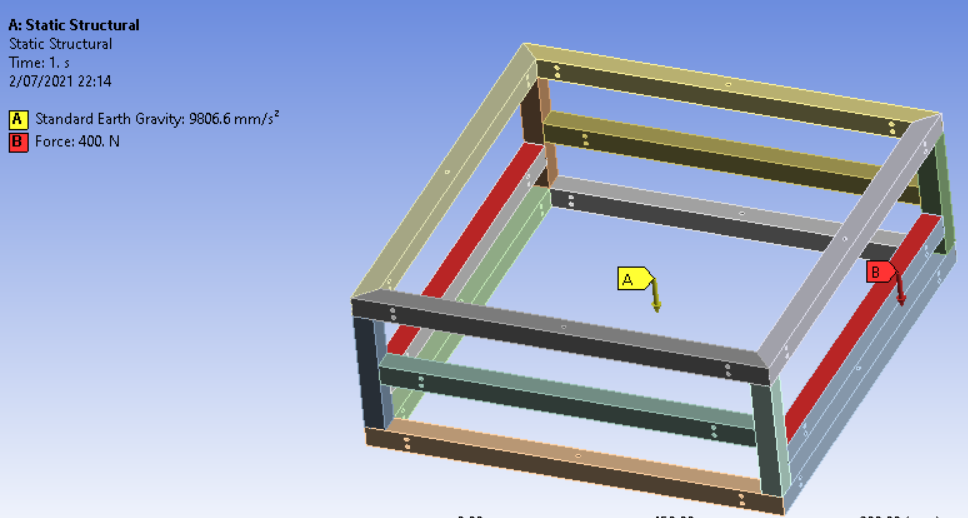 A: Static Structural
Static Structural
Time: 1. s
2/07/2021 22:14
A Standard Earth Gravity: 9806.6 mm/s²
B Force: 400. N
A
B